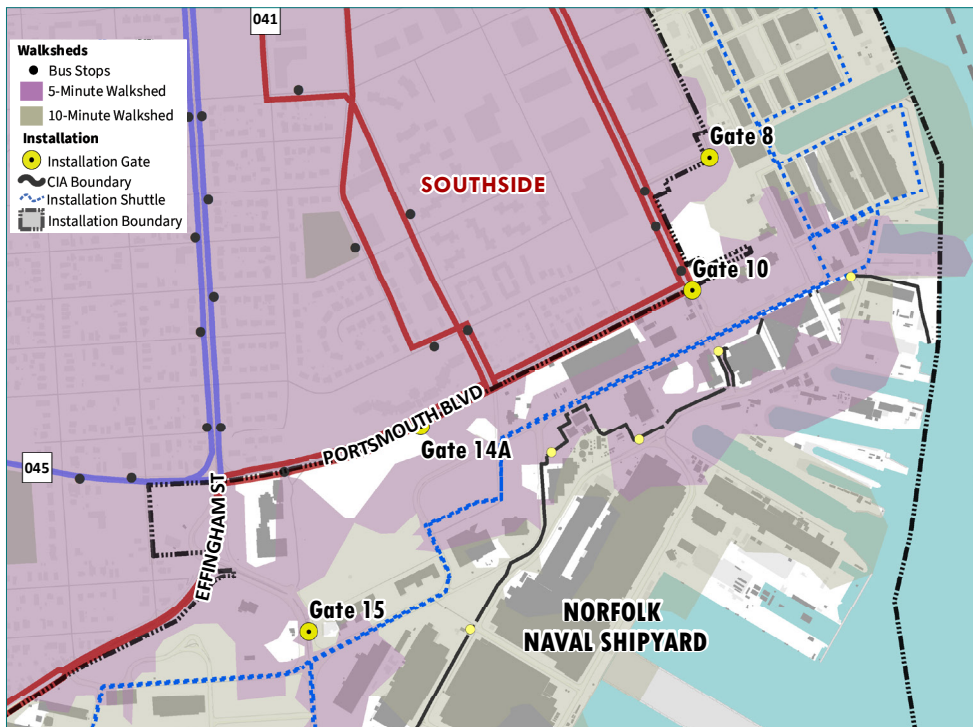 041
Walksheds
Bus Stops
5-Minute Walkshed
10-Minute Walkshed
Installation
Installation Gate
CIA Boundary
Installation Shuttle
Installation Boundary
Gate 8
SOUTHSIDE
Gate 10
PORTSMOUTH BLVD
Gate 14A
045
EFFINGHAM ST
Gate 15
NORFOLK
NAVAL SHIPYARD